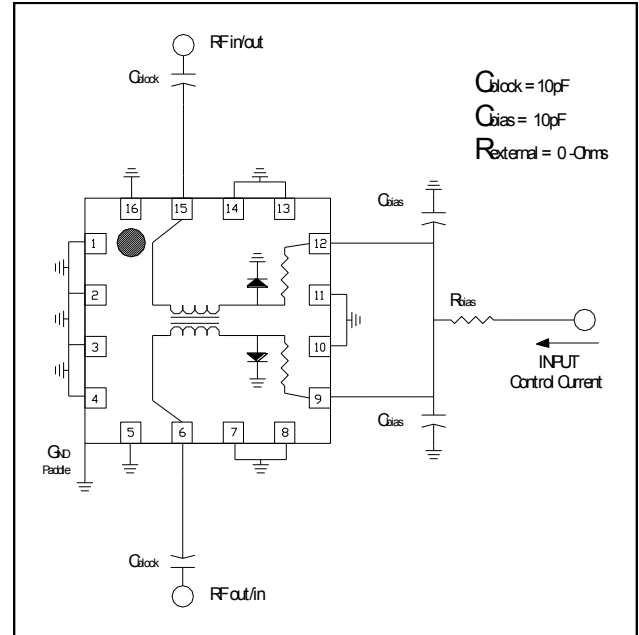 RF in/out
Cblock
Cblock = 10pF
Cbias = 10pF
Rexternal = 0 -Ohms
Cbias
16
15
14
13
1
12
2
11
Rbias
3
10
INPUT
Control Current
4
9
Cbias
5
6
7
8
GND
Paddle
Cblock
RF out/in